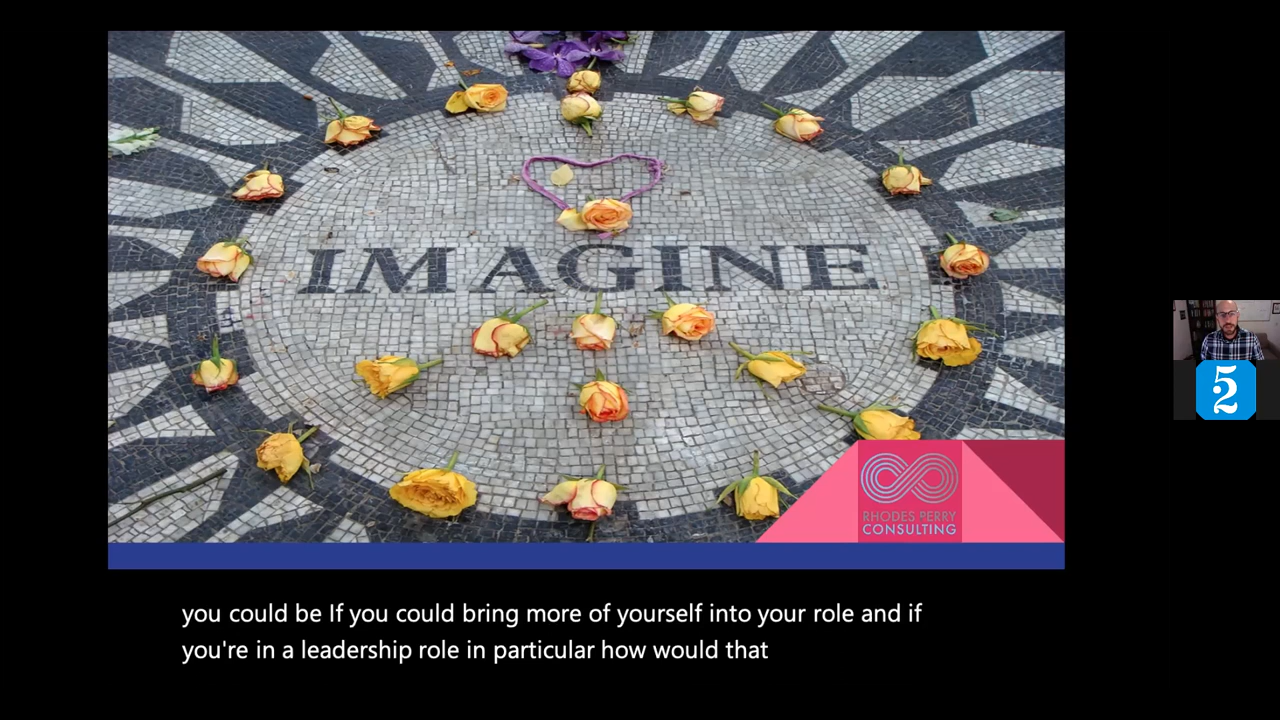 IMAGINE
RHODES PERRY
CONSULTING
52
you could be If you could bring more of yourself into your role and if
you're in a leadership role in particular how would that